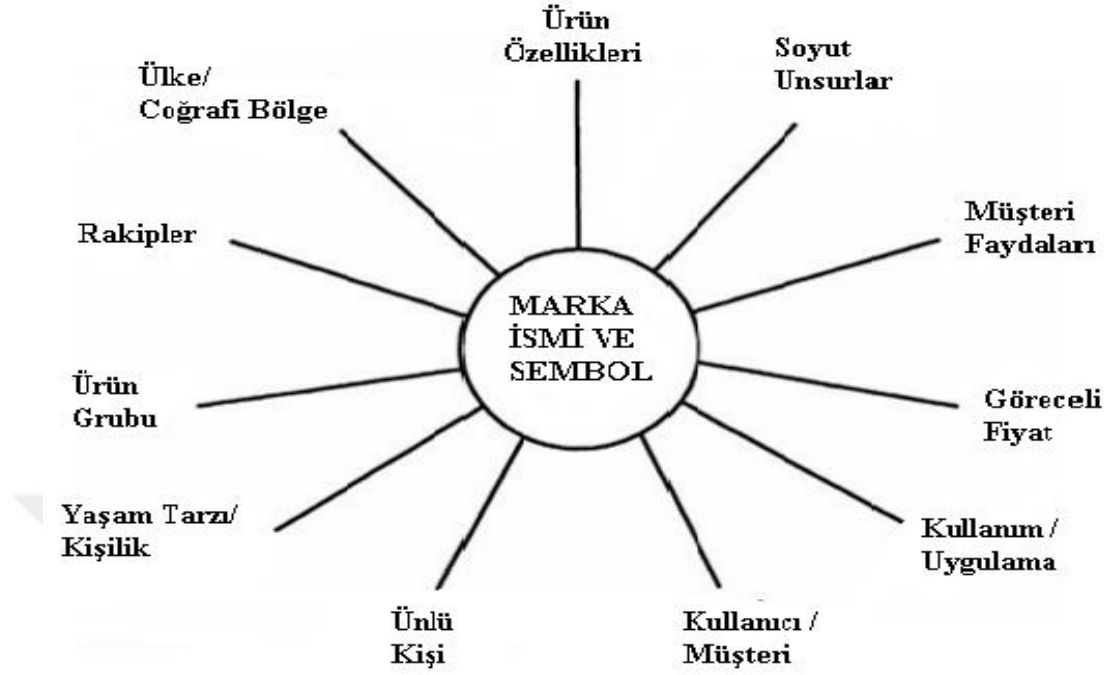 Ürün
Özellikleri
Soyut
Unsurlar
Müşteri
Faydaları
Göreceli
Fiyat
Kullanım /
Uygulama
Kullanıcı /
Müşteri
Ünlü
Kişi
Yaşam Tarzı/
Kişilik
Ürün
Grubu
Rakipler
Ülke/
Coğrafi Bölge
MARKA
İSMİ VE
SEMBOL